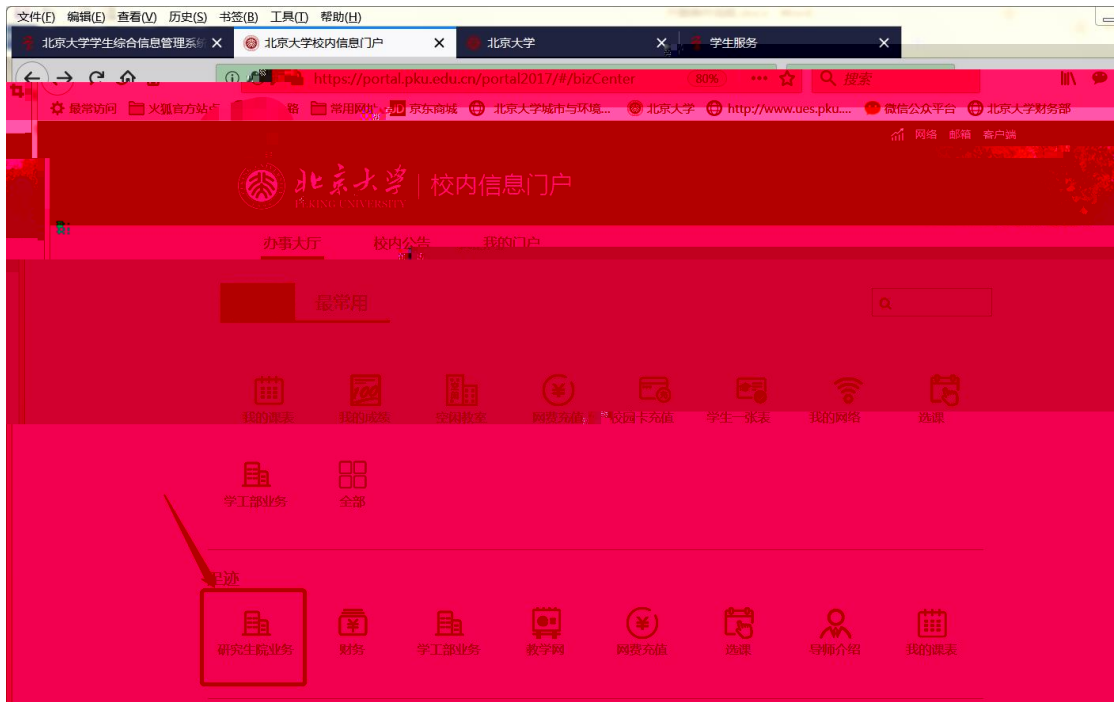 文件(F) 编辑(E) 查看(V) 历史(S) 书签(B) 工具(T) 帮助(H)
北京大学学生综合信息管理系统 北京大学校内信息门户 北京大学 学生服务
https://portal.pku.edu.cn/portal2017/#/bizCenter 80% 搜索
最常访问 火狐官方站点 常用网址 京东商城 北京大学城市与环境... 北京大学 http://www.ues.pku.... 微信公众平台 北京大学财务部
网络 邮箱 客户端
北京大学 校内信息门户
PEKING UNIVERSITY
办事大厅 校内公告 我的门户
最常用
我的课表 我的成绩 空闲教室 网费充值 校园卡充值 学生一张表 我的网络 选课
学工部业务 全部
足迹
研究生院业务 财务 学工部业务 教学网 网费充值 选课 导师介绍 我的课表